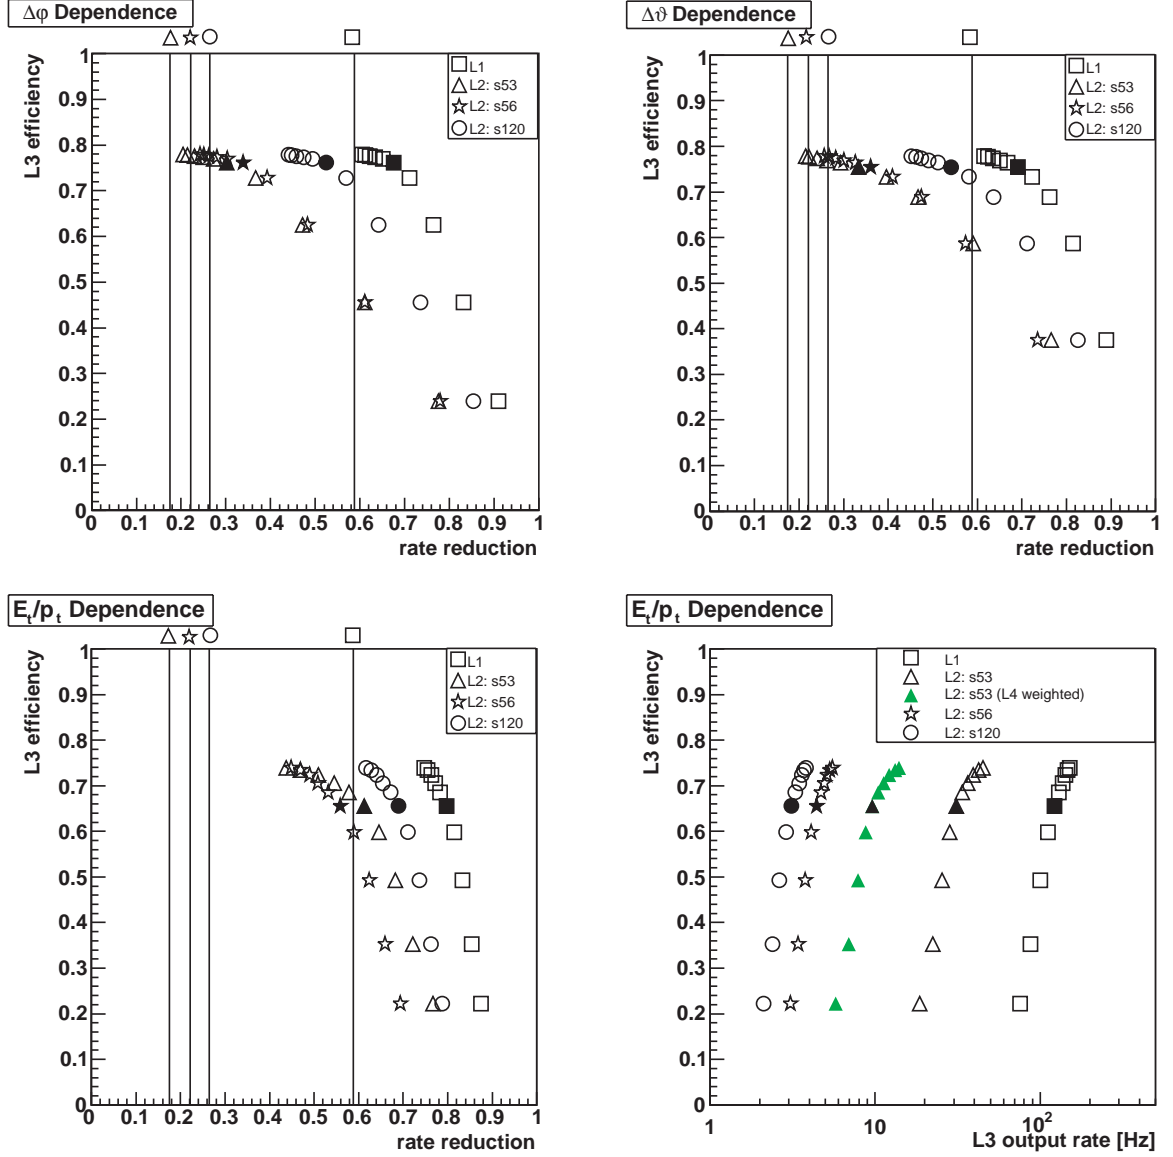 Δφ Dependence
L3 efficiency
1
0.9
0.8
0.7
0.6
0.5
0.4
0.3
0.2
0.1
0
L1
L2: s53
L2: s56
L2: s120
0 0.1 0.2 0.3 0.4 0.5 0.6 0.7 0.8 0.9 1
rate reduction
Δϑ Dependence
L3 efficiency
1
0.9
0.8
0.7
0.6
0.5
0.4
0.3
0.2
0.1
0
L1
L2: s53
L2: s56
L2: s120
0 0.1 0.2 0.3 0.4 0.5 0.6 0.7 0.8 0.9 1
rate reduction
Et/pt Dependence
L3 efficiency
1
0.9
0.8
0.7
0.6
0.5
0.4
0.3
0.2
0.1
0
L1
L2: s53
L2: s56
L2: s120
0 0.1 0.2 0.3 0.4 0.5 0.6 0.7 0.8 0.9 1
rate reduction
Et/pt Dependence
L3 efficiency
1
0.9
0.8
0.7
0.6
0.5
0.4
0.3
0.2
0.1
0
L1
L2: s53
L2: s53 (L4 weighted)
L2: s56
L2: s120
1 10 10²
L3 output rate [Hz]